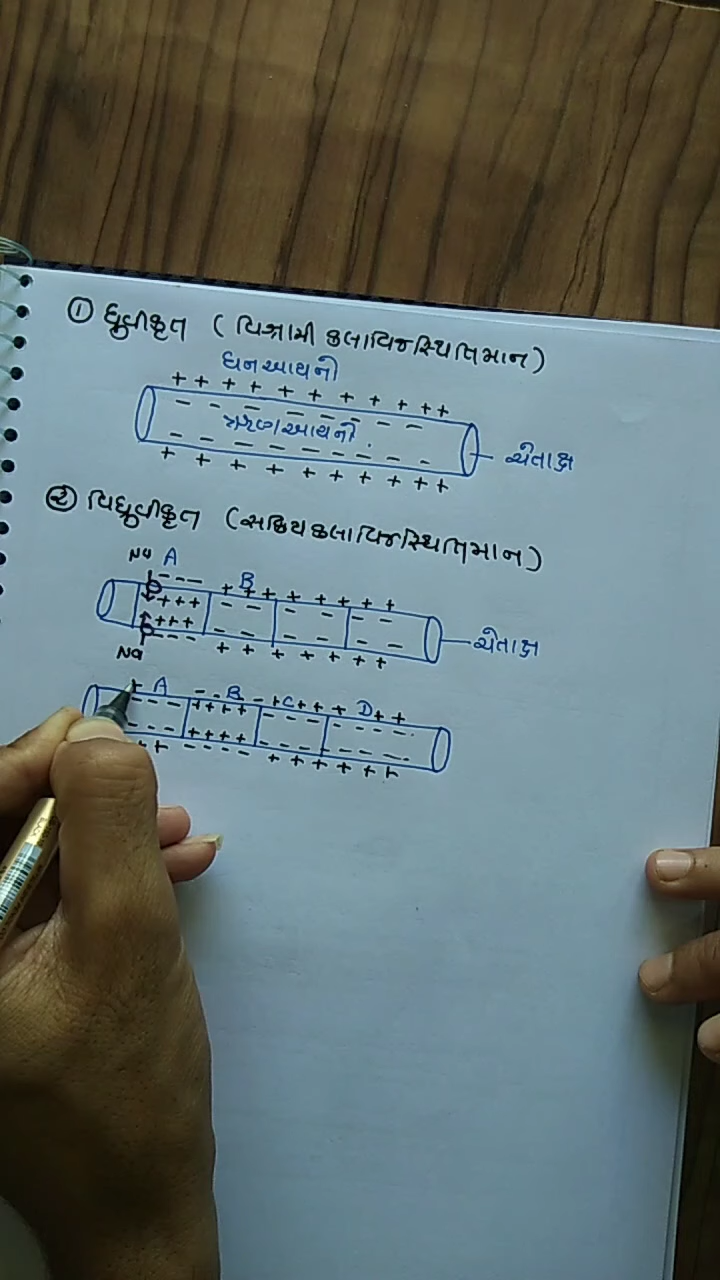 ① ધ્રુવીકૃત (વિશ્રામી કલાવિજસ્થિતિમાન)
ધનઆયનો
+ + + + + + + + + + +
ઋણઆયનો
+ + + + + + + + +
ચેતાક્ષ
② વિધ્રુવીકૃત (સક્રિયકલાવિજસ્થિતિમાન)
Na A B
ચેતાક્ષ
Na
A B C D